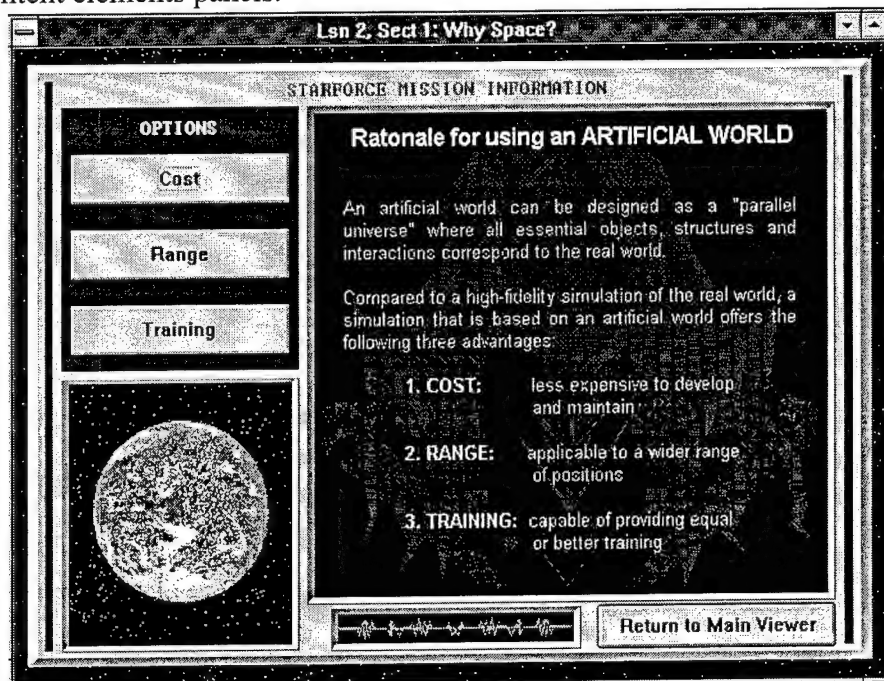 ntent elements panels.
Lsn 2, Sect 1: Why Space?
STARFORCE MISSION INFORMATION
OPTIONS
Cost
Range
Training
Ratonale for using an ARTIFICIAL WORLD
An artificial world can be designed as a "parallel
universe" where all essential objects, structures and
interactions correspond to the real world.
Compared to a high-fidelity simulation of the real world, a
simulation that is based on an artificial world offers the
following three advantages:
1. COST: less expensive to develop
and maintain
2. RANGE: applicable to a wider range
of positions
3. TRAINING: capable of providing equal
or better training
Return to Main Viewer